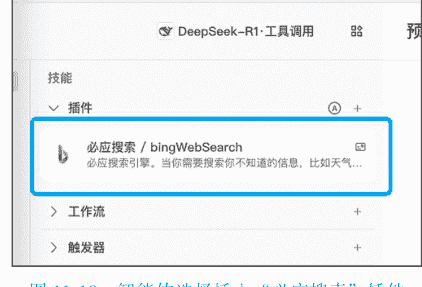 DeepSeek-R1·工具调用
预
技能
插件
必应搜索 / bingWebSearch
必应搜索引擎。当你需要搜索你不知道的信息，比如天气...
工作流
触发器